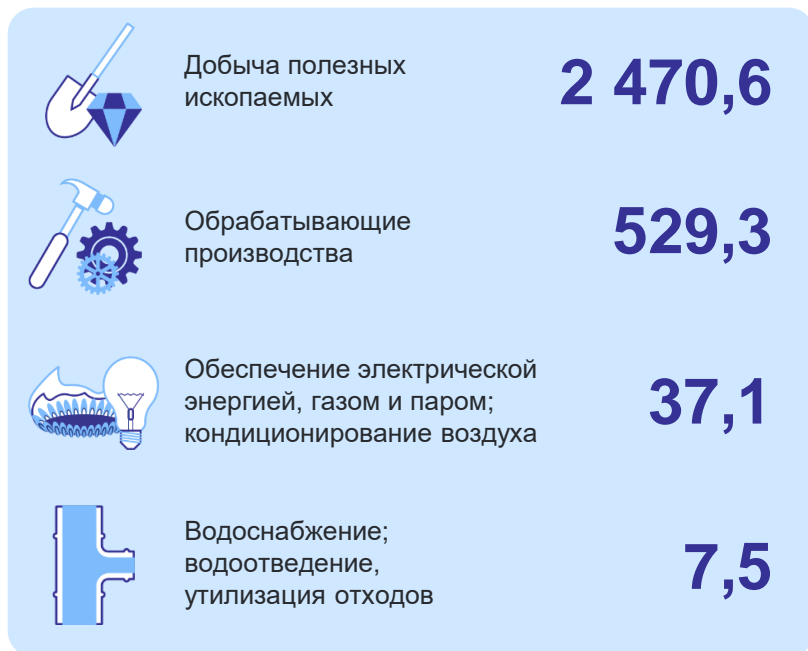 Добыча полезных
ископаемых
2 470,6
Обрабатывающие
производства
529,3
Обеспечение электрической
энергией, газом и паром;
кондиционирование воздуха
37,1
Водоснабжение;
водоотведение,
утилизация отходов
7,5